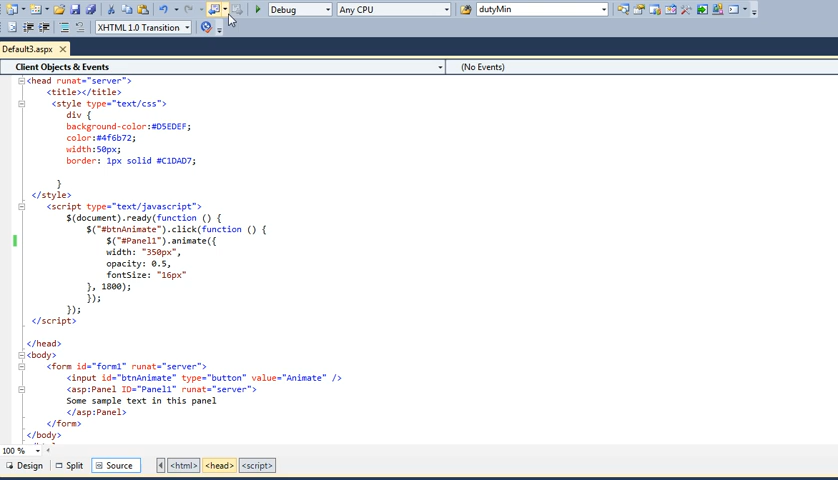 Debug Any CPU dutyMin
XHTML 1.0 Transition
Default3.aspx
Client Objects & Events (No Events)
<head runat="server">
<title></title>
<style type="text/css">
div {
background-color:#D5EDEF;
color:#4f6b72;
width:50px;
border: 1px solid #C1DAD7;
}
</style>
<script type="text/javascript">
$(document).ready(function () {
$("#btnAnimate").click(function () {
$("#Panel1").animate({
width: "350px",
opacity: 0.5,
fontSize: "16px"
}, 1800);
});
});
</script>
</head>
<body>
<form id="form1" runat="server">
<input id="btnAnimate" type="button" value="Animate" />
<asp:Panel ID="Panel1" runat="server">
Some sample text in this panel
</asp:Panel>
</form>
</body>
100 %
Design Split Source <html> <head> <script>